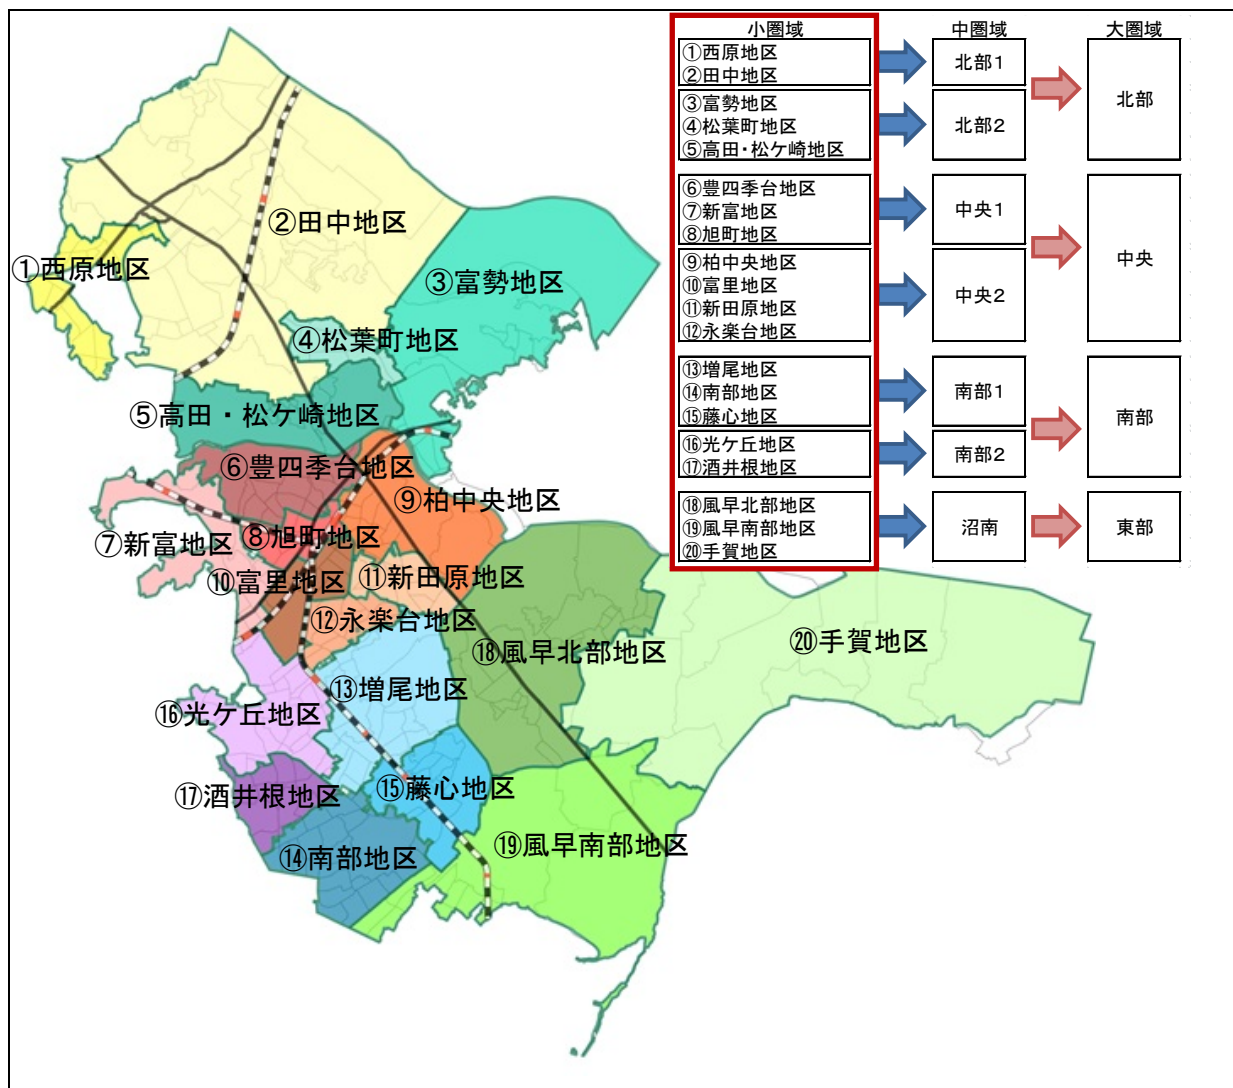 小圏域
中圏域
大圏域
①西原地区
②田中地区
北部1
③富勢地区
④松葉町地区
⑤高田・松ケ崎地区
北部2
北部
⑥豊四季台地区
⑦新富地区
⑧旭町地区
中央1
⑨柏中央地区
⑩富里地区
⑪新田原地区
⑫永楽台地区
中央2
中央
⑬増尾地区
⑭南部地区
⑮藤心地区
南部1
⑯光ケ丘地区
⑰酒井根地区
南部2
南部
⑱風早北部地区
⑲風早南部地区
⑳手賀地区
沼南
東部
②田中地区
①西原地区
③富勢地区
④松葉町地区
⑤高田・松ケ崎地区
⑥豊四季台地区
⑨柏中央地区
⑦新富地区
⑧旭町地区
⑩富里地区
⑪新田原地区
⑫永楽台地区
⑱風早北部地区
⑳手賀地区
⑬増尾地区
⑯光ケ丘地区
⑰酒井根地区
⑮藤心地区
⑭南部地区
⑲風早南部地区